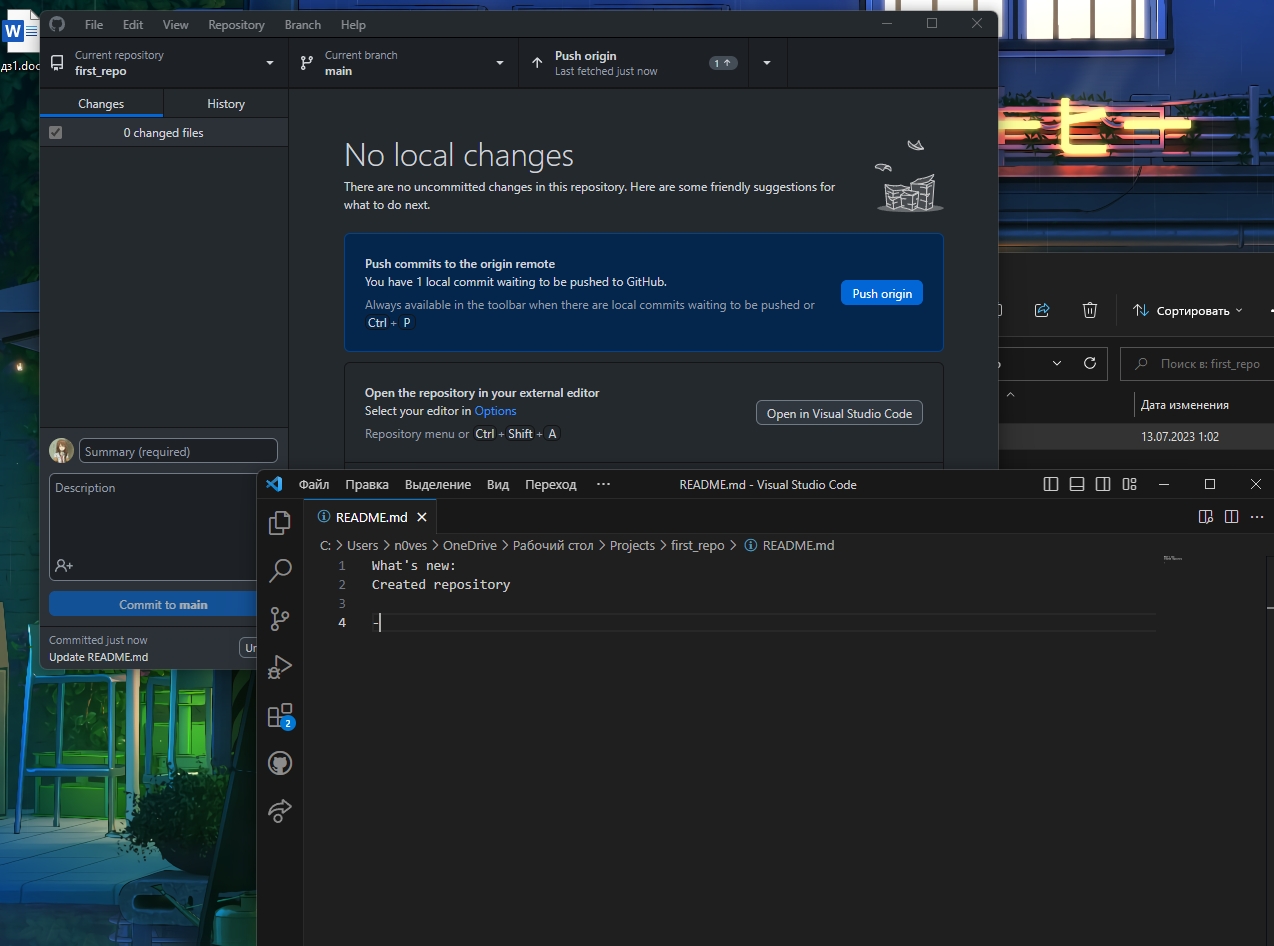 W
дз1.doc
File Edit View Repository Branch Help
Current repository
first_repo
Current branch
main
Push origin
Last fetched just now
1
Changes History
0 changed files
No local changes
There are no uncommitted changes in this repository. Here are some friendly suggestions for
what to do next.
Push commits to the origin remote
You have 1 local commit waiting to be pushed to GitHub.
Always available in the toolbar when there are local commits waiting to be pushed or
Ctrl + P
Push origin
Open the repository in your external editor
Select your editor in Options
Repository menu or Ctrl + Shift + A
Open in Visual Studio Code
Summary (required)
Description
Commit to main
Committed just now
Update README.md
Un
ヒー
Сортировать
Поиск в: first_repo
Дата изменения
13.07.2023 1:02
Файл Правка Выделение Вид Переход ···
README.md - Visual Studio Code
README.md
C: > Users > n0ves > OneDrive > Рабочий стол > Projects > first_repo > README.md
1 What's new:
2 Created repository
3
4 -
2